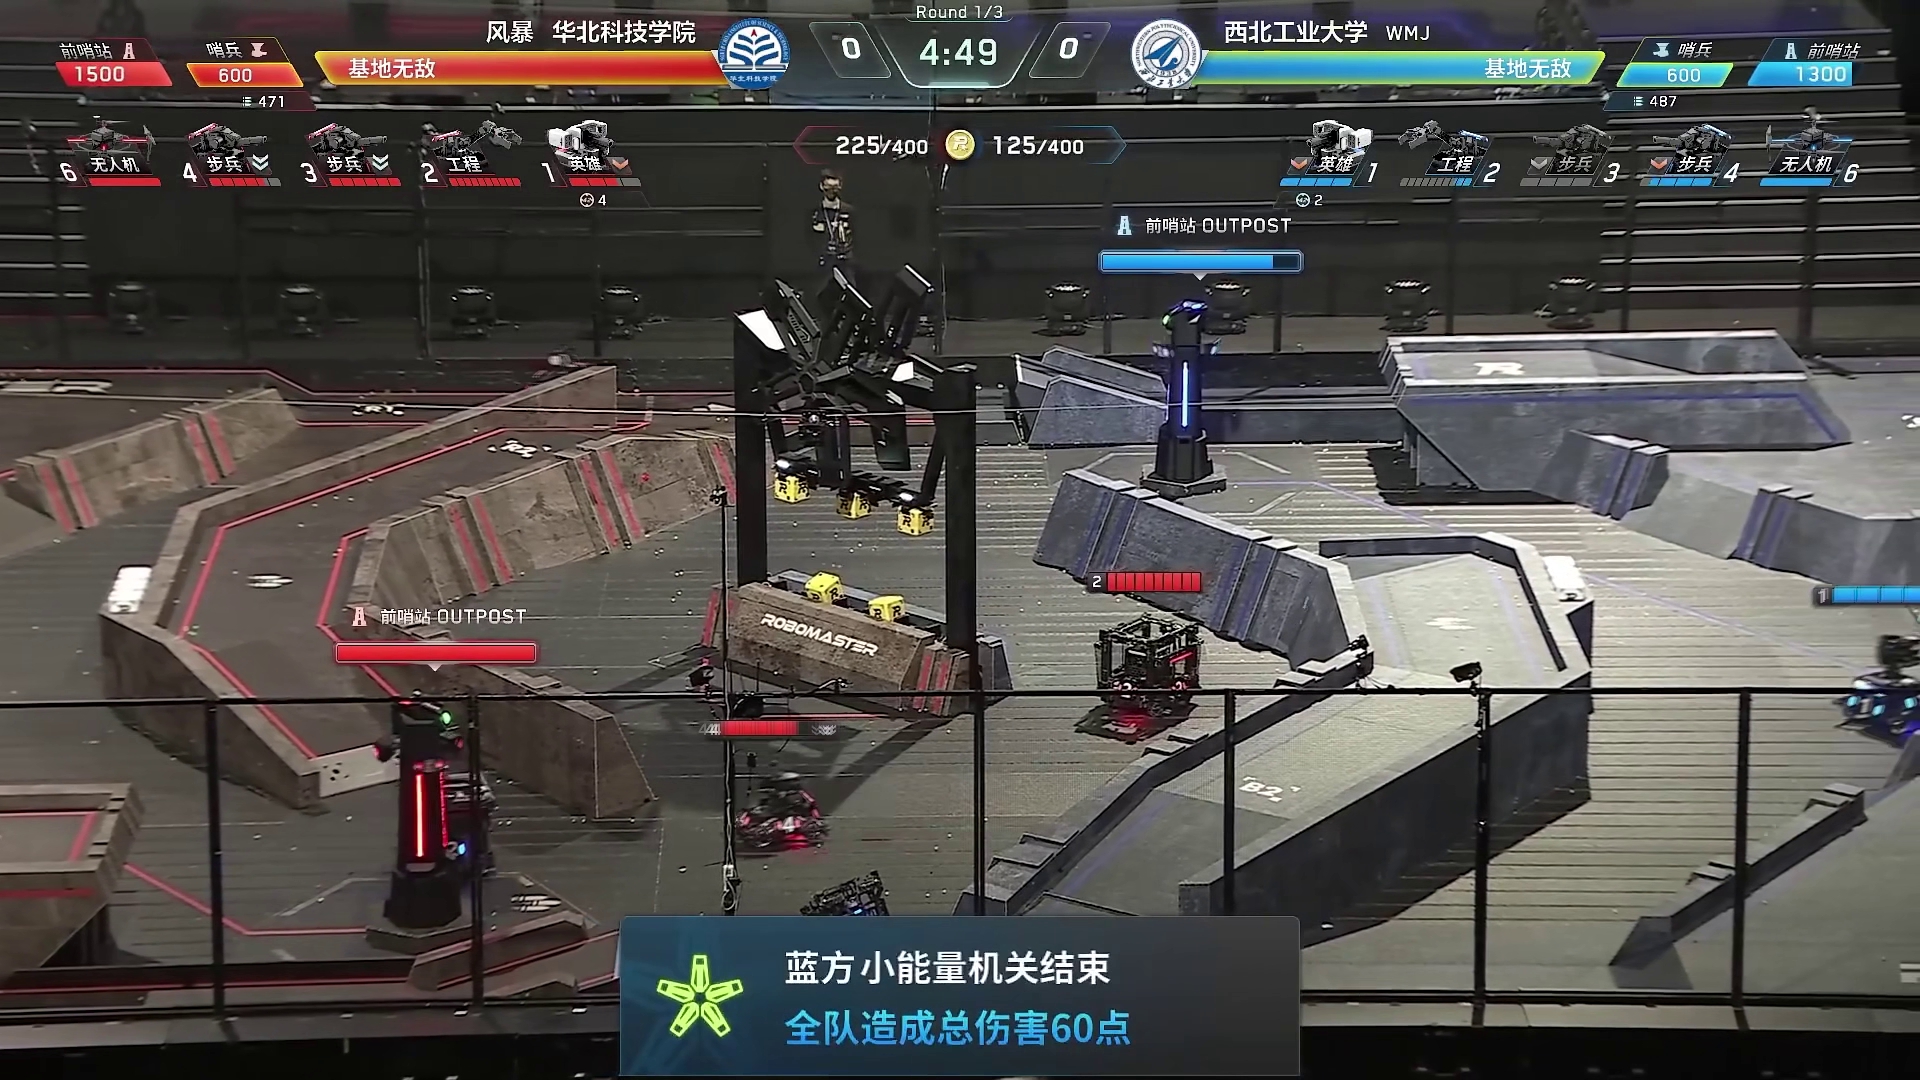 Round 1/3
风暴 华北科技学院
0
4:49
0
西北工业大学 WMJ
前哨站
1500
哨兵
600
471
基地无敌
基地无敌
哨兵
600
487
前哨站
1300
6 无人机
4 步兵
3 步兵
2 工程
1 英雄
4
225/400
125/400
英雄 1
2
工程 2
步兵 3
步兵 4
无人机 6
前哨站 OUTPOST
R2
2
1
前哨站 OUTPOST
ROBOMASTER
4
B2
蓝方小能量机关结束
全队造成总伤害60点